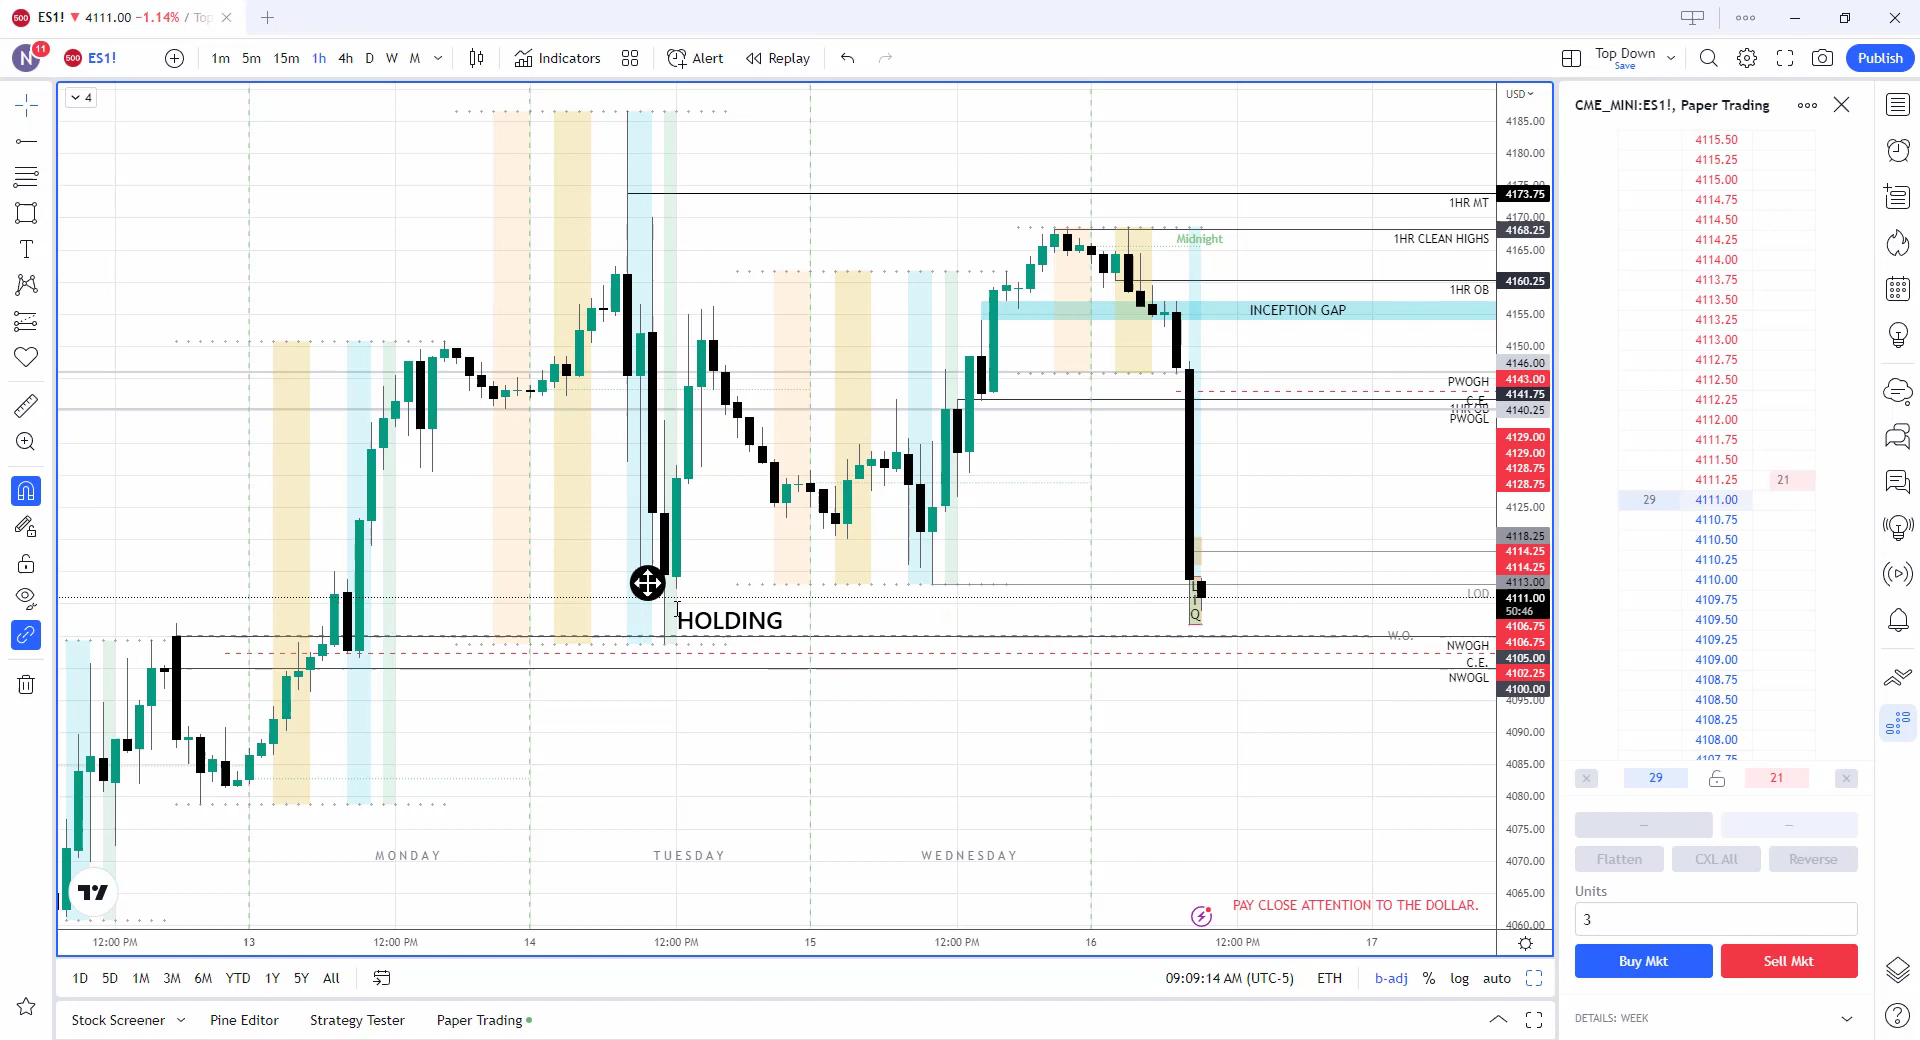 500 ES1! ▼ 4111.00 −1.14% / Top
N 11 500 ES1! 1m 5m 15m 1h 4h D W M Indicators Alert Replay Top Down Save Publish
4
USD
4185.00
4180.00
4173.75
1HR MT
4170.00
4168.25
Midnight
1HR CLEAN HIGHS
4165.00
4160.25
1HR OB
INCEPTION GAP
4155.00
4150.00
4146.00
PWOGH
4143.00
C.E.
4141.75
1HR OB
4140.25
PWOGL
4129.00
4129.00
4128.75
4128.75
4125.00
4118.25
4114.25
4114.25
4113.00
LOD
4111.00
50:46
HOLDING
Q
4106.75
W.O.
4106.75
NWOGH
4105.00
C.E.
4102.25
NWOGL
4100.00
4095.00
4090.00
4085.00
4080.00
4075.00
4070.00
4065.00
4060.00
MONDAY TUESDAY WEDNESDAY
PAY CLOSE ATTENTION TO THE DOLLAR.
12:00 PM 13 12:00 PM 14 12:00 PM 15 12:00 PM 16 12:00 PM 17
1D 5D 1M 3M 6M YTD 1Y 5Y All 09:09:14 AM (UTC-5) ETH b-adj % log auto
Stock Screener Pine Editor Strategy Tester Paper Trading
CME_MINI:ES1!, Paper Trading
4115.50
4115.25
4115.00
4114.75
4114.50
4114.25
4114.00
4113.75
4113.50
4113.25
4113.00
4112.75
4112.50
4112.25
4112.00
4111.75
4111.50
4111.25 21
29 4111.00
4110.75
4110.50
4110.25
4110.00
4109.75
4109.50
4109.25
4109.00
4108.75
4108.50
4108.25
4108.00
4107.75
29 21
Flatten CXL All Reverse
Units
3
Buy Mkt Sell Mkt
DETAILS: WEEK